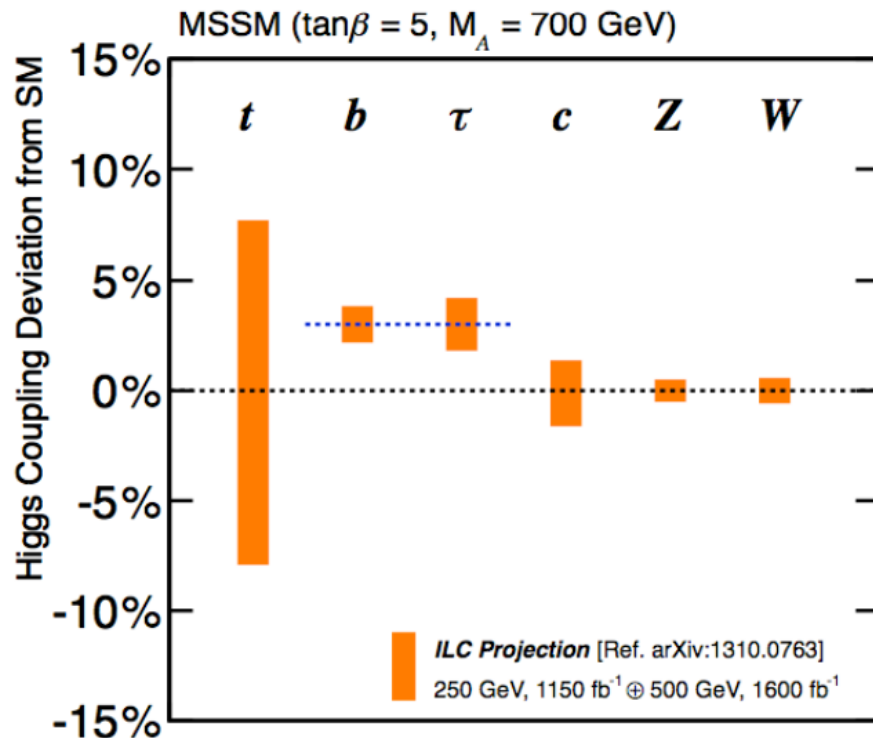 MSSM (tanβ = 5, M_A = 700 GeV)
Higgs Coupling Deviation from SM
15%
t b τ c Z W
10%
5%
0%
-5%
-10%
ILC Projection [Ref. arXiv:1310.0763]
250 GeV, 1150 fb⁻¹ ⊕ 500 GeV, 1600 fb⁻¹
-15%